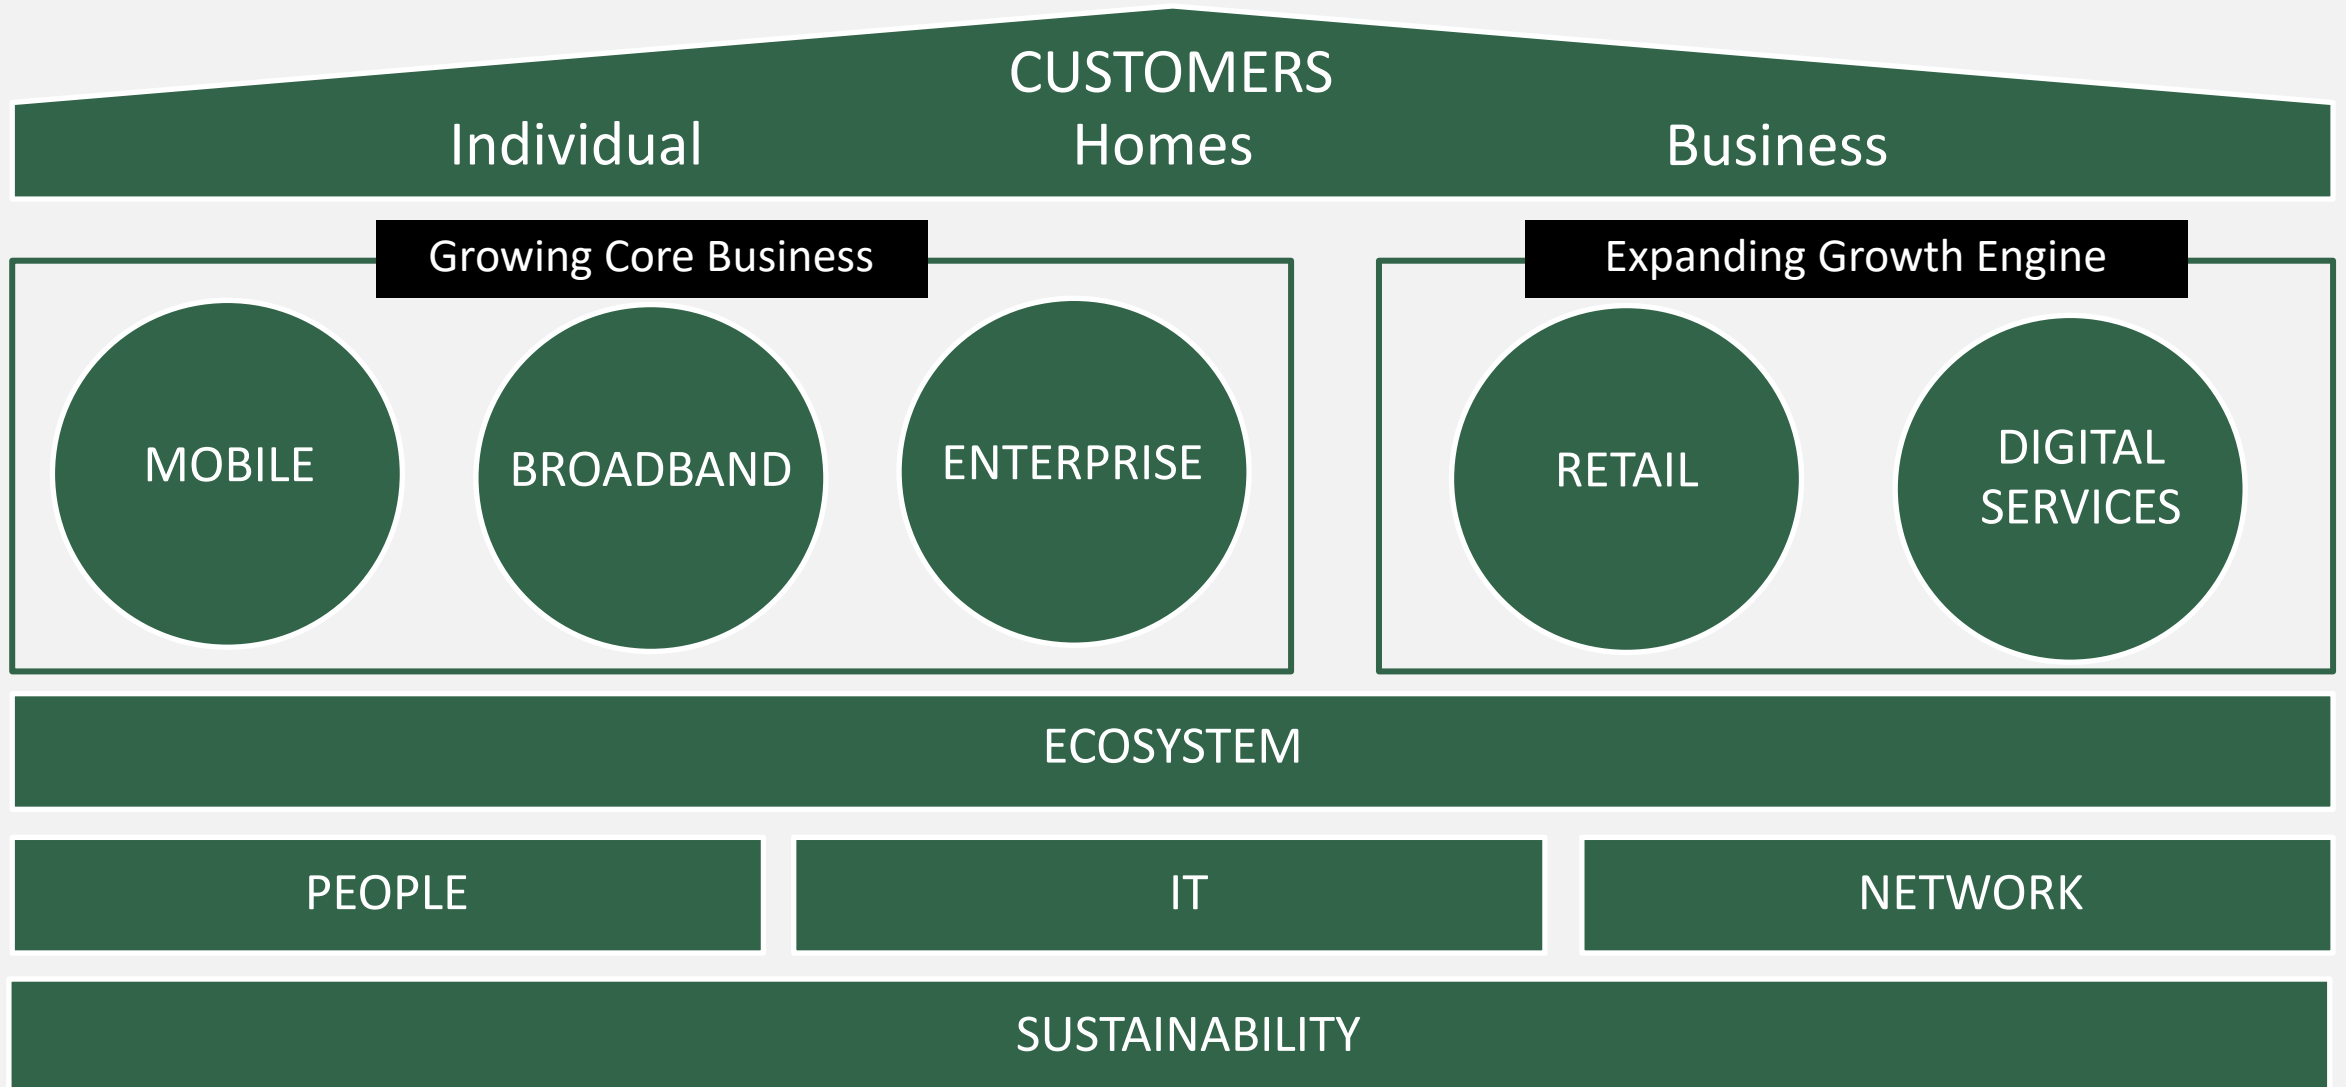 CUSTOMERS
Individual Homes Business
Growing Core Business
Expanding Growth Engine
MOBILE
BROADBAND
ENTERPRISE
RETAIL
DIGITAL
SERVICES
ECOSYSTEM
PEOPLE
IT
NETWORK
SUSTAINABILITY